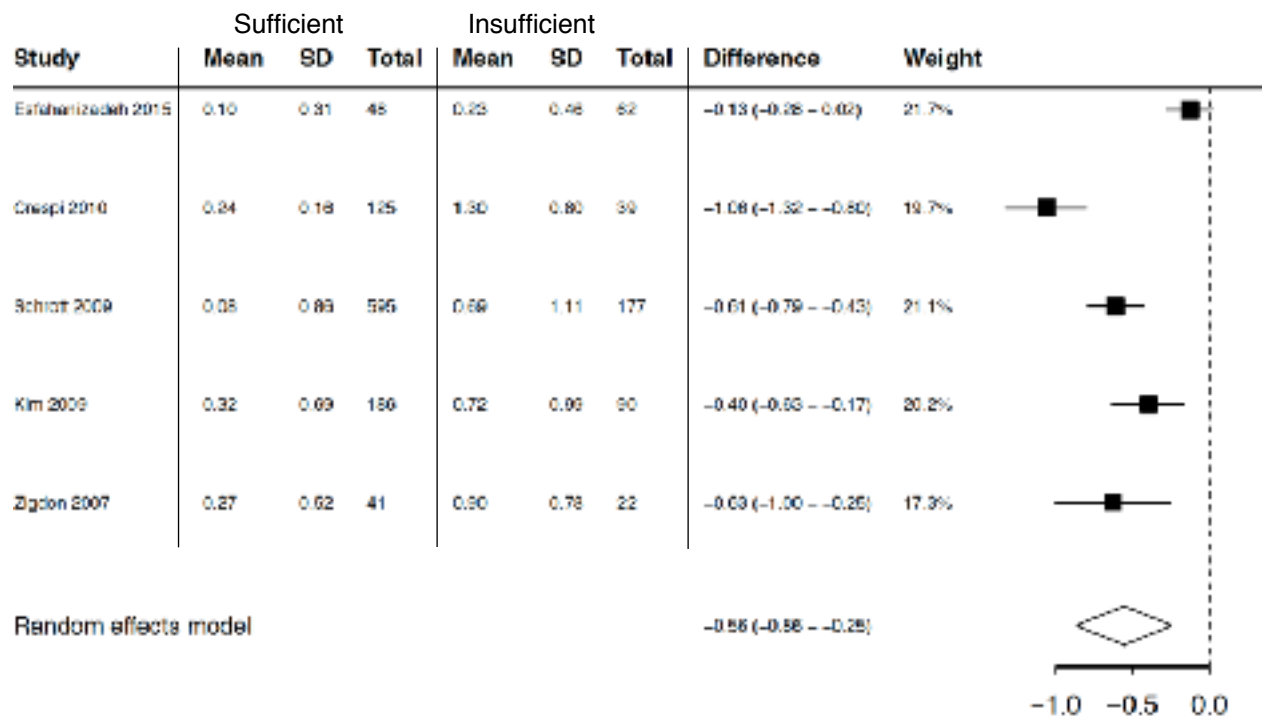 Sufficient Insufficient
Study Mean SD Total Mean SD Total Difference Weight
Esfahanizadeh 2015 0.10 0.31 0.23 0.46 62 −0.13 (−0.28 − 0.02) 21.7%
Crespi 2010 0.24 0.16 125 1.30 0.80 39 −1.06 (−1.32 − −0.80) 19.7%
Schrott 2009 0.08 0.86 595 0.69 1.11 177 −0.61 (−0.79 − −0.43) 21.1%
Kim 2009 0.32 0.69 186 0.72 0.99 90 −0.40 (−0.63 − −0.17) 20.2%
Zigdon 2007 0.27 0.62 41 0.90 0.78 22 −0.63 (−1.00 − −0.25) 17.3%
Random effects model −0.56 (−0.86 − −0.25)
−1.0 −0.5 0.0